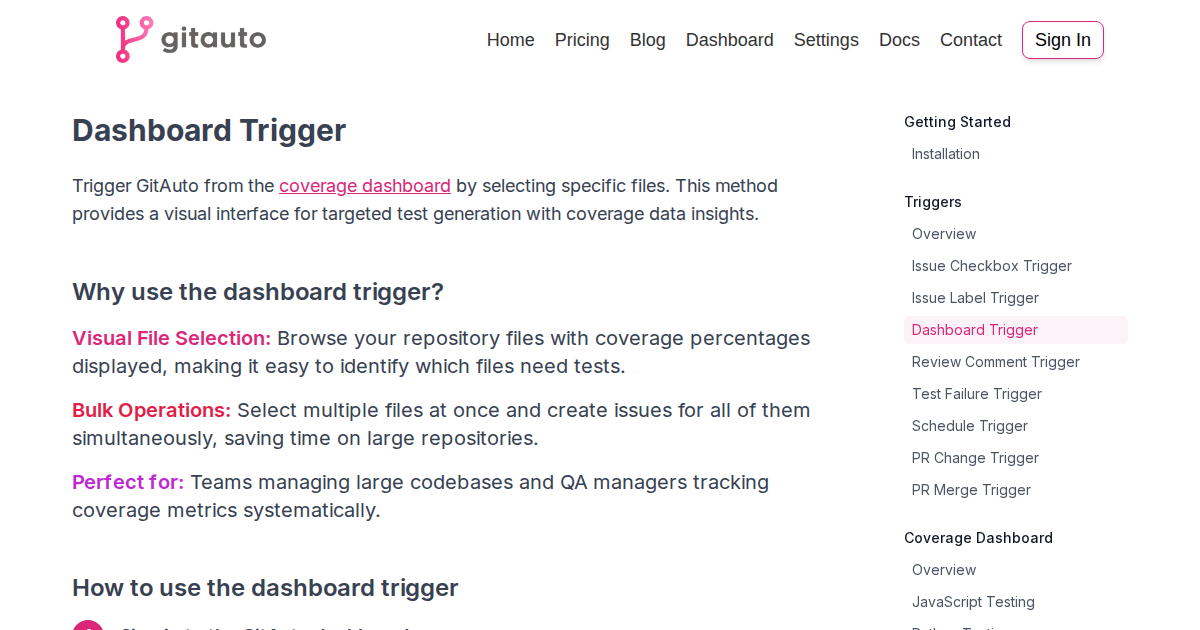 gitauto
Home Pricing Blog Dashboard Settings Docs Contact Sign In
Dashboard Trigger
Trigger GitAuto from the coverage dashboard by selecting specific files. This method
provides a visual interface for targeted test generation with coverage data insights.
Why use the dashboard trigger?
Visual File Selection: Browse your repository files with coverage percentages
displayed, making it easy to identify which files need tests.
Bulk Operations: Select multiple files at once and create issues for all of them
simultaneously, saving time on large repositories.
Perfect for: Teams managing large codebases and QA managers tracking
coverage metrics systematically.
How to use the dashboard trigger
Getting Started
Installation
Triggers
Overview
Issue Checkbox Trigger
Issue Label Trigger
Dashboard Trigger
Review Comment Trigger
Test Failure Trigger
Schedule Trigger
PR Change Trigger
PR Merge Trigger
Coverage Dashboard
Overview
JavaScript Testing